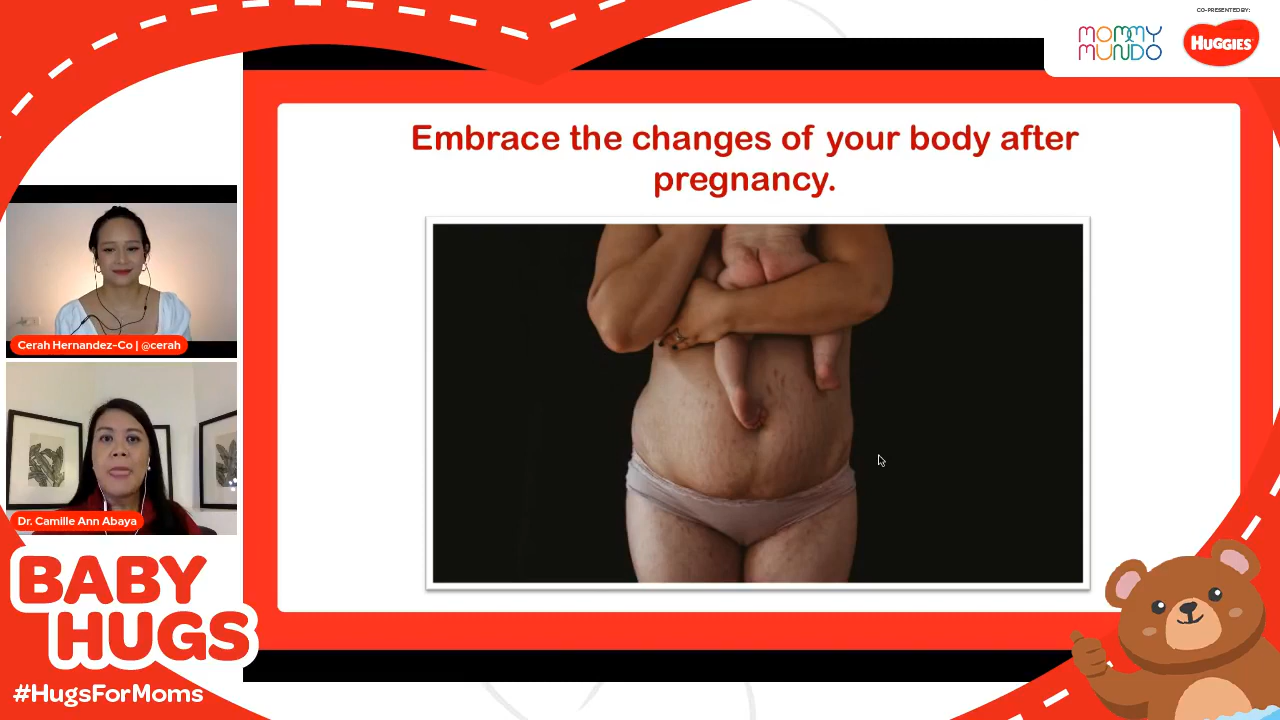 CO-PRESENTED BY:
MOMMY
MUNDO
HUGGIES
Embrace the changes of your body after
pregnancy.
Cerah Hernandez-Co | @cerah
Dr. Camille Ann Abaya
BABY
HUGS
#HugsForMoms